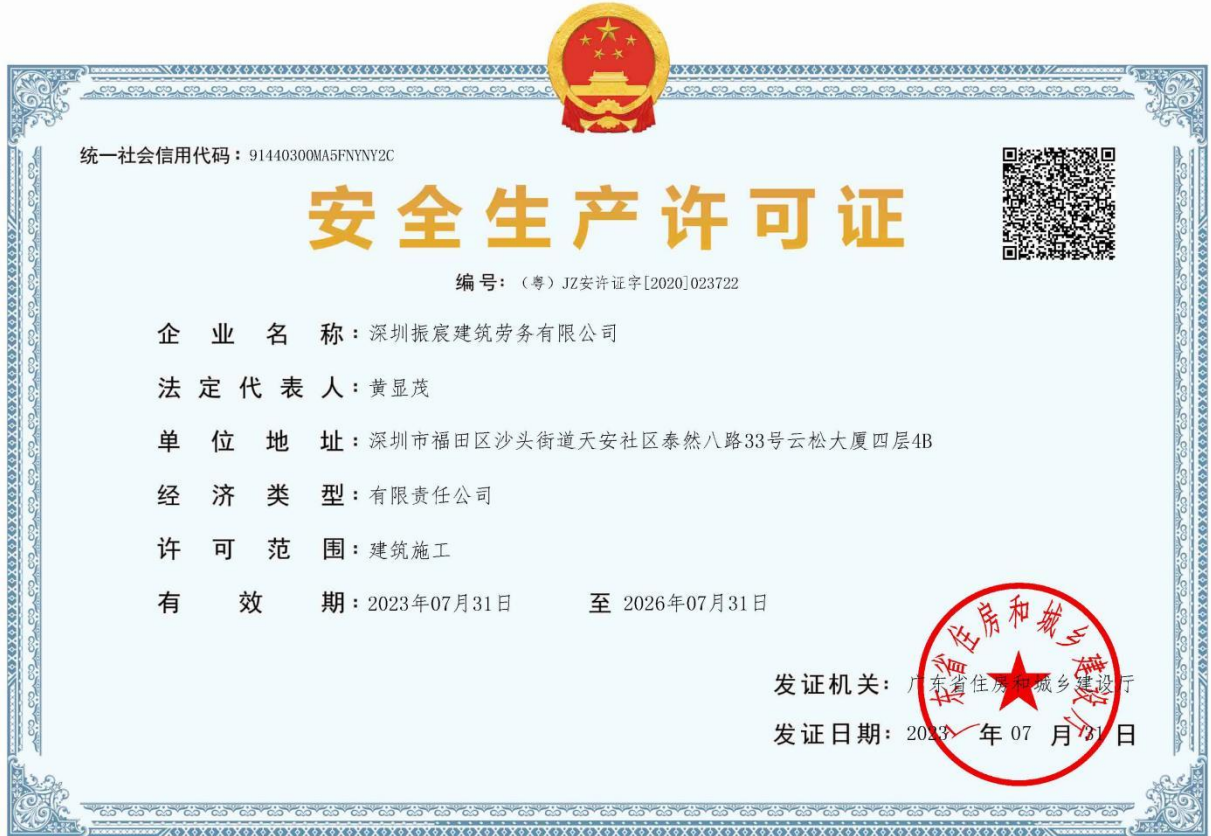 统一社会信用代码：91440300MA5FNYNY2C
安全生产许可证
编号：（粤）JZ安许证字[2020]023722
企业名称：深圳振宸建筑劳务有限公司
法定代表人：黄显茂
单位地址：深圳市福田区沙头街道天安社区泰然八路33号云松大厦四层4B
经济类型：有限责任公司
许可范围：建筑施工
有效期：2023年07月31日 至 2026年07月31日
发证机关：广东省住房和城乡建设厅
发证日期：2023年07月31日
广东省住房和城乡建设厅